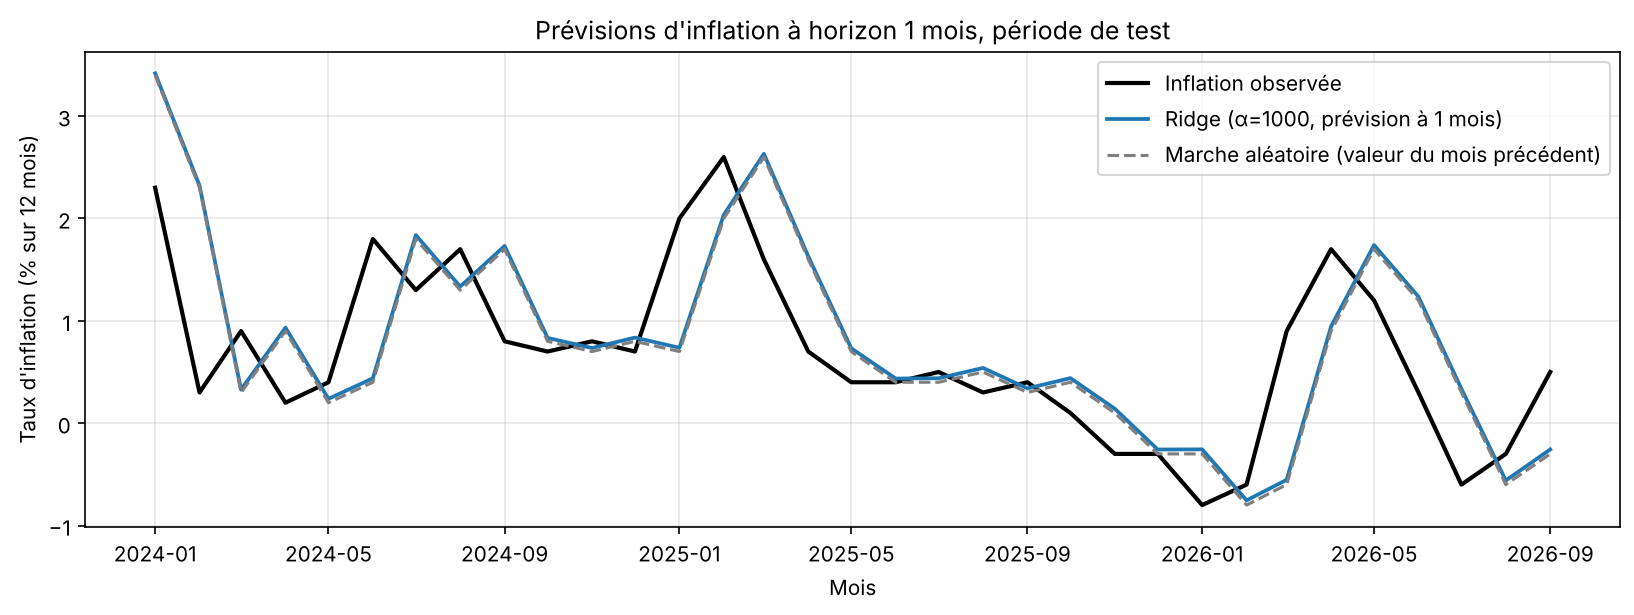 Prévisions d'inflation à horizon 1 mois, période de test
Inflation observée
Ridge (α=1000, prévision à 1 mois)
Marche aléatoire (valeur du mois précédent)
Taux d'inflation (% sur 12 mois)
3
2
1
0
−1
2024-01
2024-05
2024-09
2025-01
2025-05
2025-09
2026-01
2026-05
2026-09
Mois